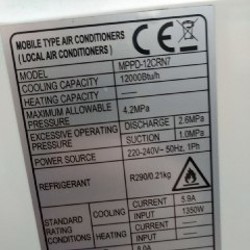 MOBILE TYPE AIR CONDITIONERS
( LOCAL AIR CONDITIONERS )
CE
MODEL MPPD-12CRN7
COOLING CAPACITY 12000Btu/h
HEATING CAPACITY ——
MAXIMUM ALLOWABLE PRESSURE 4.2MPa
EXCESSIVE OPERATING PRESSURE DISCHARGE 2.6MPa
SUCTION 1.0MPa
POWER SOURCE 220-240V~ 50Hz, 1Ph
REFRIGERANT R290/0.21kg
STANDARD RATING CONDITIONS COOLING CURRENT 5.9A
INPUT 1350W
HEATING CURRENT ——
INPUT ——